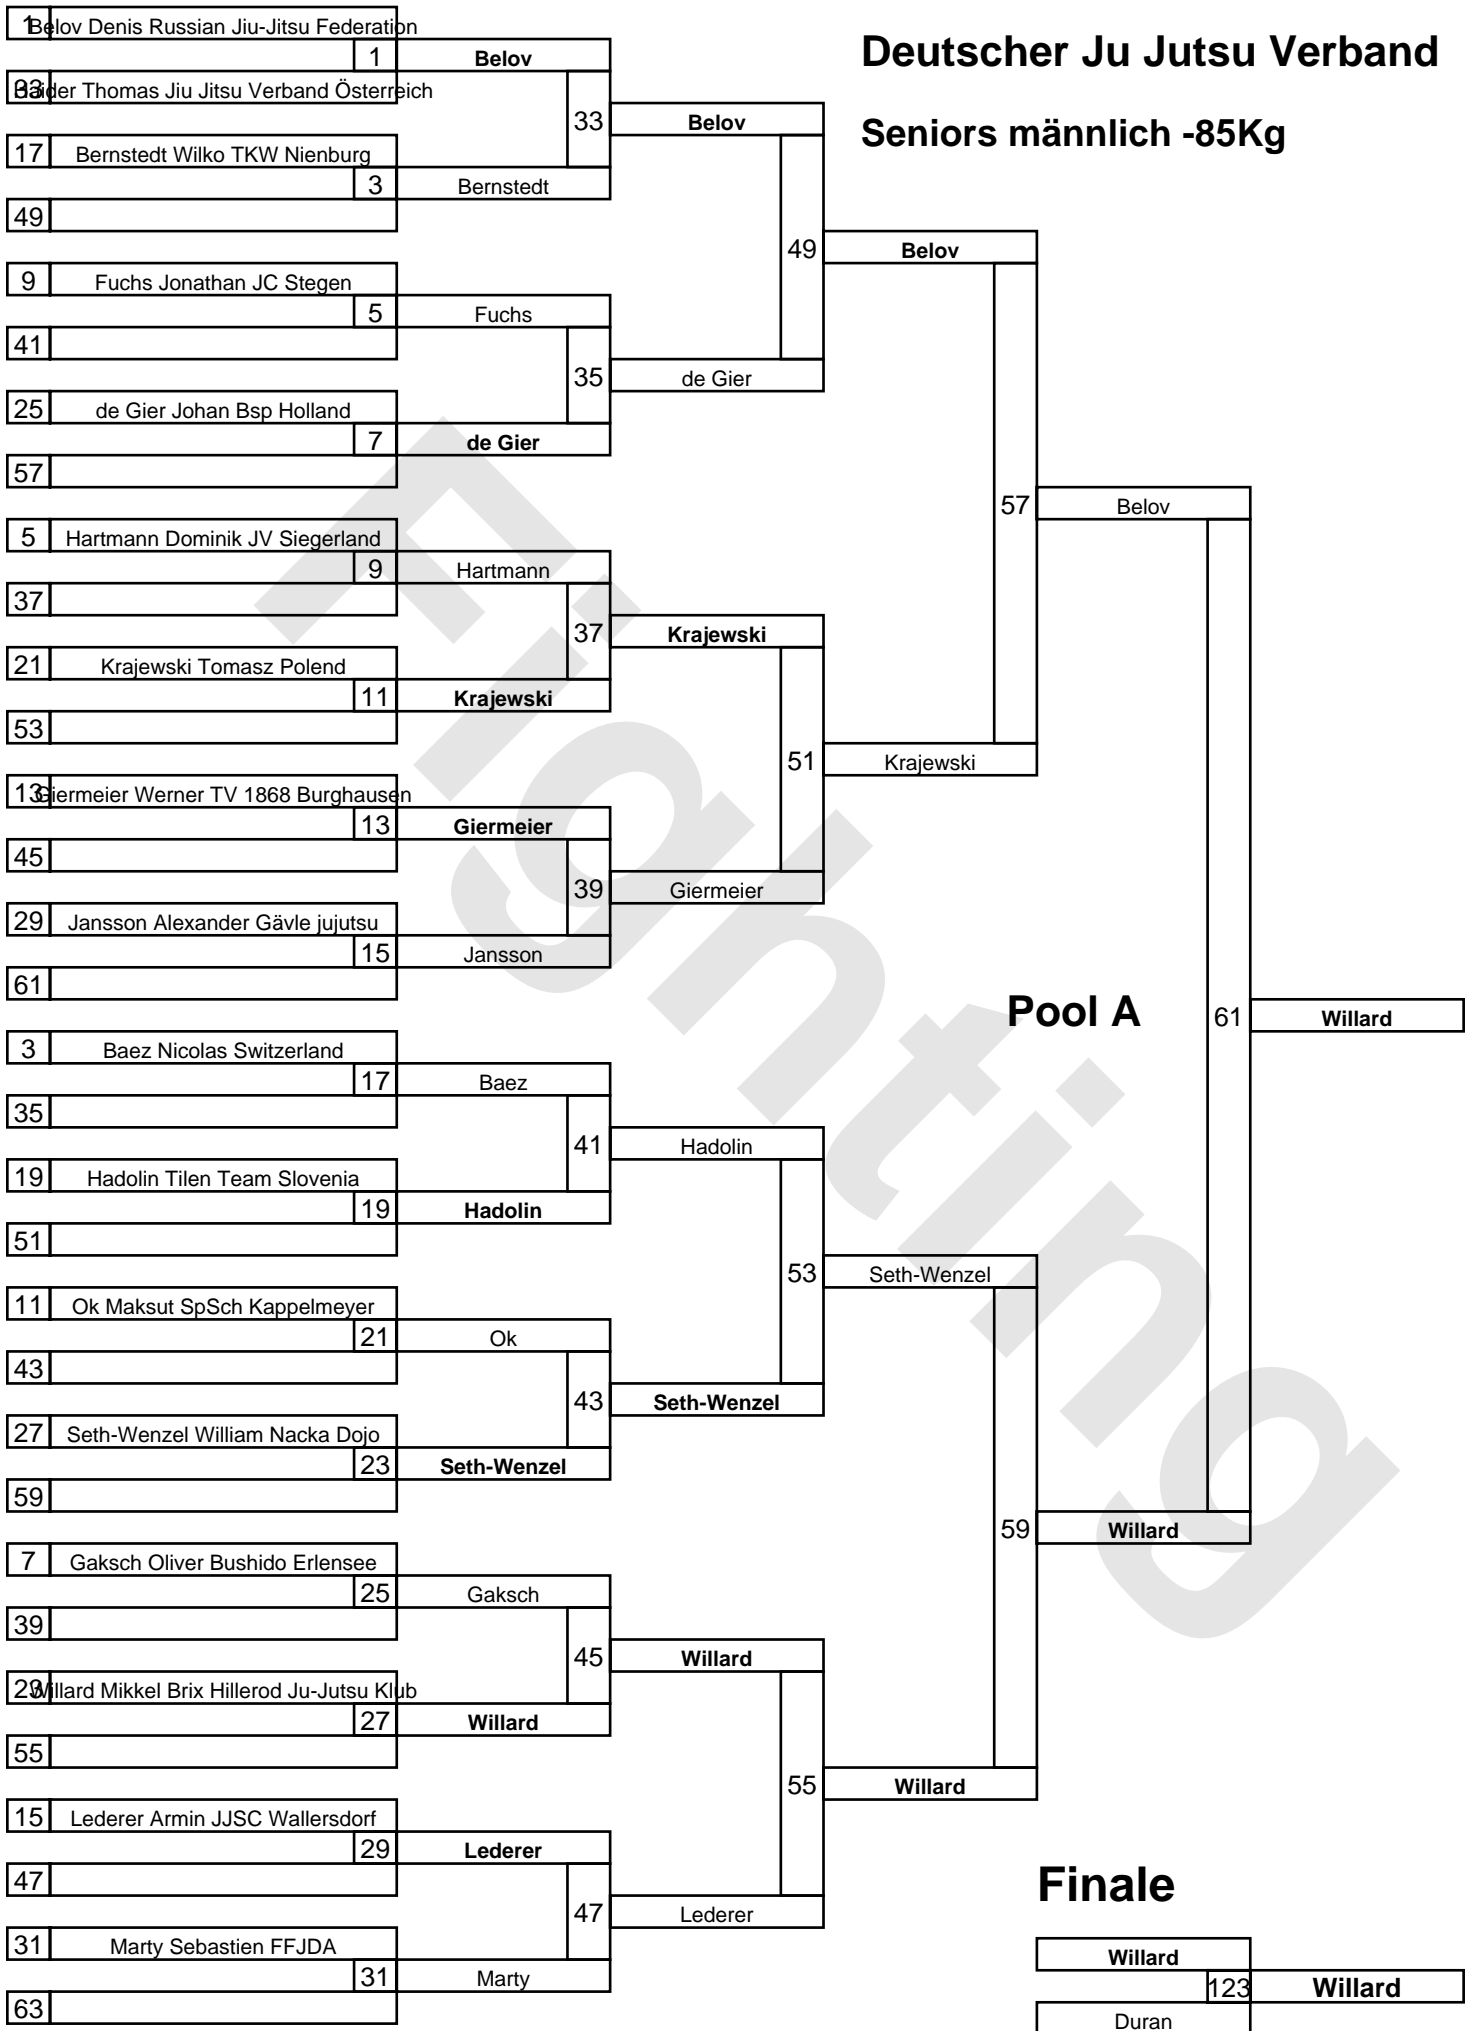 Deutscher Ju Jutsu Verband
Seniors männlich -85Kg
1 Belov Denis Russian Jiu-Jitsu Federation
1 Belov
33 Haider Thomas Jiu Jitsu Verband Österreich
33 Belov
17 Bernstedt Wilko TKW Nienburg
3 Bernstedt
49
49 Belov
9 Fuchs Jonathan JC Stegen
5 Fuchs
41
35 de Gier
25 de Gier Johan Bsp Holland
7 de Gier
57
57 Belov
5 Hartmann Dominik JV Siegerland
9 Hartmann
37
37 Krajewski
21 Krajewski Tomasz Polend
11 Krajewski
53
51 Krajewski
13 Giermeier Werner TV 1868 Burghausen
13 Giermeier
45
39 Giermeier
29 Jansson Alexander Gävle jujutsu
15 Jansson
61
Pool A
61 Willard
3 Baez Nicolas Switzerland
17 Baez
35
41 Hadolin
19 Hadolin Tilen Team Slovenia
19 Hadolin
51
53 Seth-Wenzel
11 Ok Maksut SpSch Kappelmeyer
21 Ok
43
43 Seth-Wenzel
27 Seth-Wenzel William Nacka Dojo
23 Seth-Wenzel
59
59 Willard
7 Gaksch Oliver Bushido Erlensee
25 Gaksch
39
45 Willard
23 Willard Mikkel Brix Hillerod Ju-Jutsu Klub
27 Willard
55
55 Willard
15 Lederer Armin JJSC Wallersdorf
29 Lederer
47
47 Lederer
31 Marty Sebastien FFJDA
31 Marty
63
Finale
Willard
123 Willard
Duran
Fighting